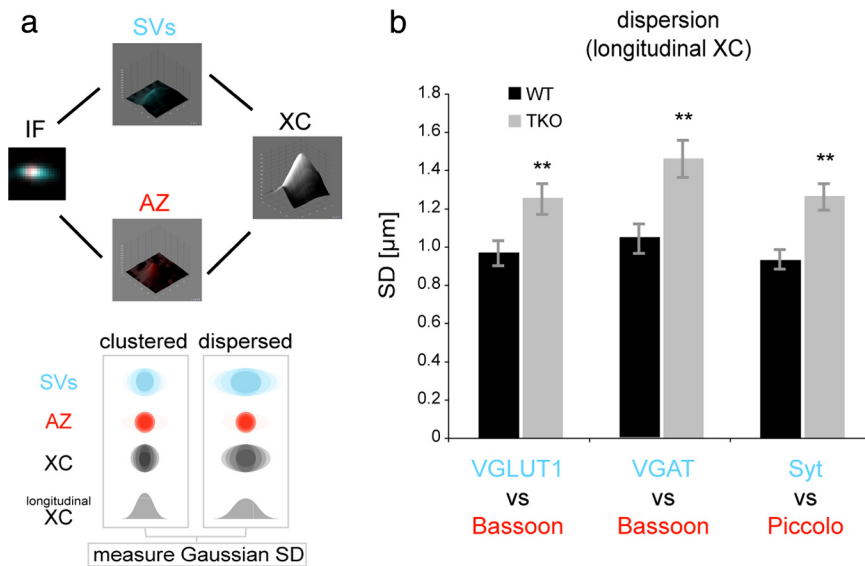 a
SVs
IF
XC
AZ
clustered
dispersed
SVs
AZ
XC
longitudinal
XC
measure Gaussian SD
b
dispersion
(longitudinal XC)
SD [µm]
1.8
1.6
1.4
1.2
1.0
0.8
0.6
0.4
0.2
0
WT
TKO
**
**
**
VGLUT1
vs
Bassoon
VGAT
vs
Bassoon
Syt
vs
Piccolo